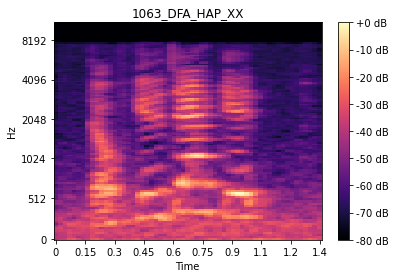 1063_DFA_HAP_XX
+0 dB
8192
-10 dB
4096
-20 dB
-30 dB
2048
Hz
-40 dB
1024
-50 dB
512
-60 dB
-70 dB
0
-80 dB
0 0.15 0.3 0.45 0.6 0.75 0.9 1.1 1.2 1.4
Time